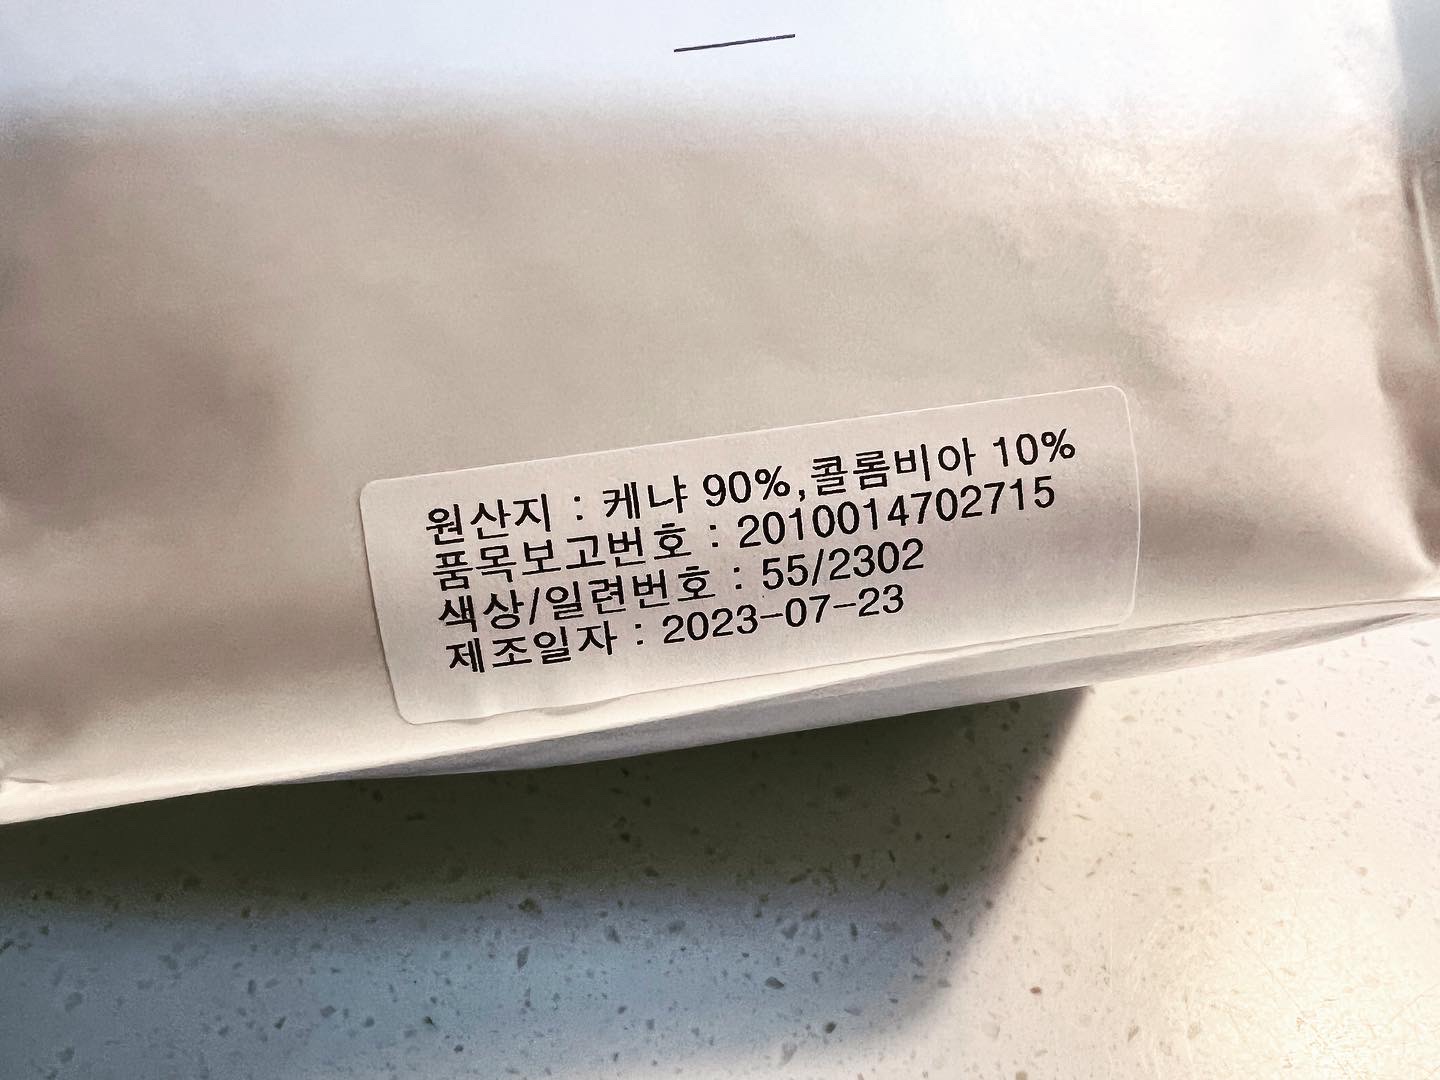 원산지 : 케냐 90%,콜롬비아 10%
품목보고번호 : 2010014702715
색상/일련번호 : 55/2302
제조일자 : 2023-07-23